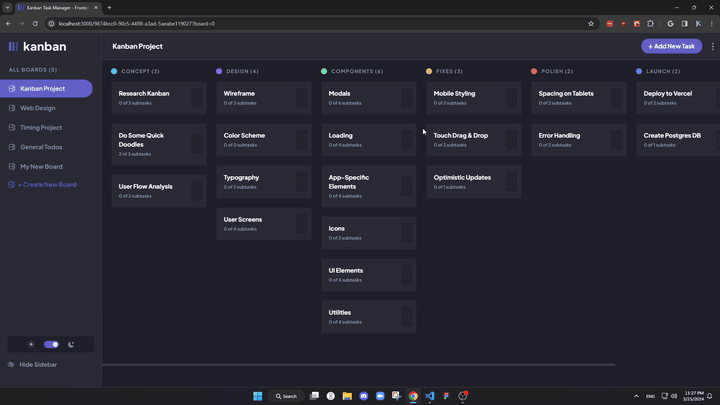 Kanban Task Manager - Fronte
localhost:3000/9874bcc9-90c5-4498-a3ad-5aeabe119027?board=0
kanban
Kanban Project
+ Add New Task
ALL BOARDS (5)
Kanban Project
Web Design
Timing Project
General Todos
My New Board
+ Create New Board
Hide Sidebar
CONCEPT (3)
Research Kanban
0 of 3 subtasks
Do Some Quick
Doodles
2 of 3 subtasks
User Flow Analysis
0 of 2 subtasks
DESIGN (4)
Wireframe
0 of 3 subtasks
Color Scheme
0 of 0 subtasks
Typography
0 of 2 subtasks
User Screens
0 of 4 subtasks
COMPONENTS (6)
Modals
0 of 6 subtasks
Loading
0 of 4 subtasks
App-Specific
Elements
0 of 4 subtasks
Icons
0 of 3 subtasks
UI Elements
0 of 4 subtasks
Utilities
0 of 4 subtasks
FIXES (3)
Mobile Styling
0 of 2 subtasks
Touch Drag & Drop
0 of 2 subtasks
Optimistic Updates
0 of 1 subtasks
POLISH (2)
Spacing on Tablets
0 of 2 subtasks
Error Handling
0 of 2 subtasks
LAUNCH (2)
Deploy to Vercel
0 of 2 subtasks
Create Postgres DB
0 of 1 subtasks
Search
ENG
11:27 PM
3/25/2024